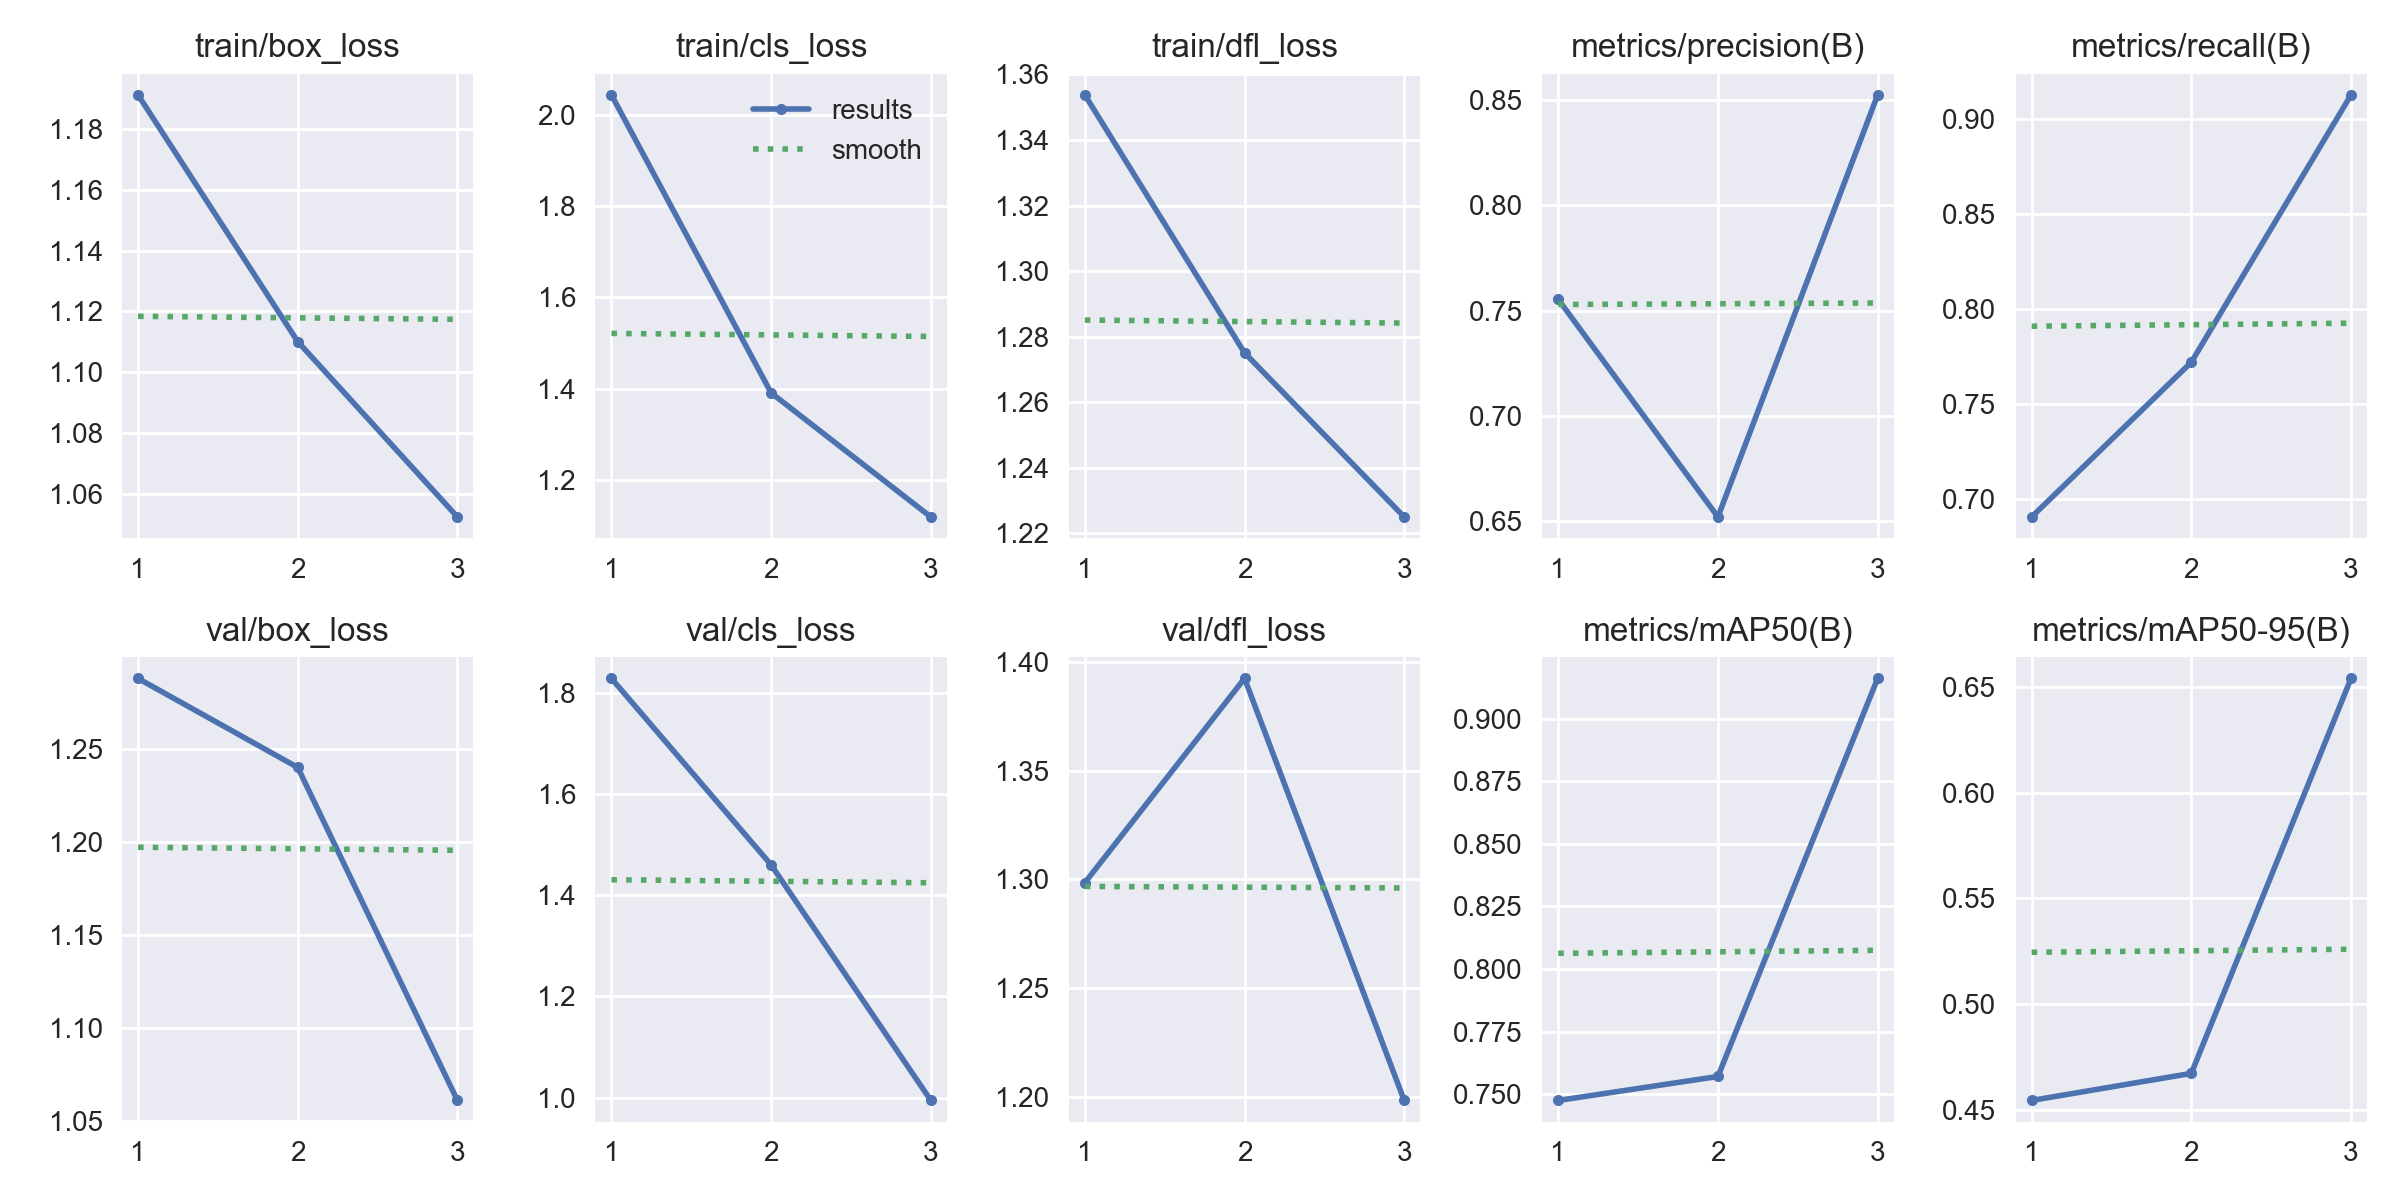 train/box_loss
1.18
1.16
1.14
1.12
1.10
1.08
1.06
1 2 3
train/cls_loss
results
smooth
2.0
1.8
1.6
1.4
1.2
1 2 3
train/dfl_loss
1.36
1.34
1.32
1.30
1.28
1.26
1.24
1.22
1 2 3
metrics/precision(B)
0.85
0.80
0.75
0.70
0.65
1 2 3
metrics/recall(B)
0.90
0.85
0.80
0.75
0.70
1 2 3
val/box_loss
1.25
1.20
1.15
1.10
1.05
1 2 3
val/cls_loss
1.8
1.6
1.4
1.2
1.0
1 2 3
val/dfl_loss
1.40
1.35
1.30
1.25
1.20
1 2 3
metrics/mAP50(B)
0.900
0.875
0.850
0.825
0.800
0.775
0.750
1 2 3
metrics/mAP50-95(B)
0.65
0.60
0.55
0.50
0.45
1 2 3